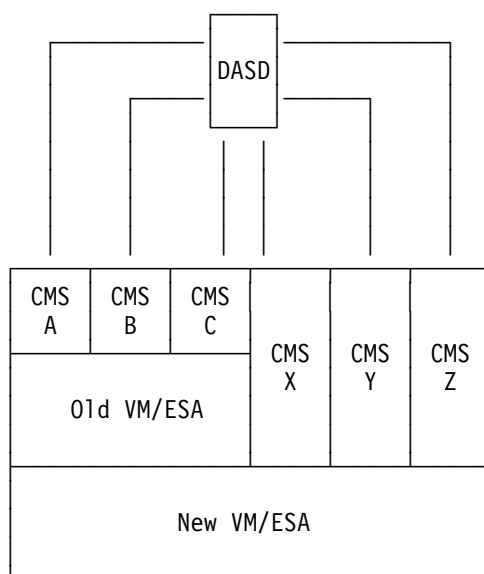 DASD
CMS
A
CMS
B
CMS
C
CMS
X
CMS
Y
CMS
Z
Old VM/ESA
New VM/ESA